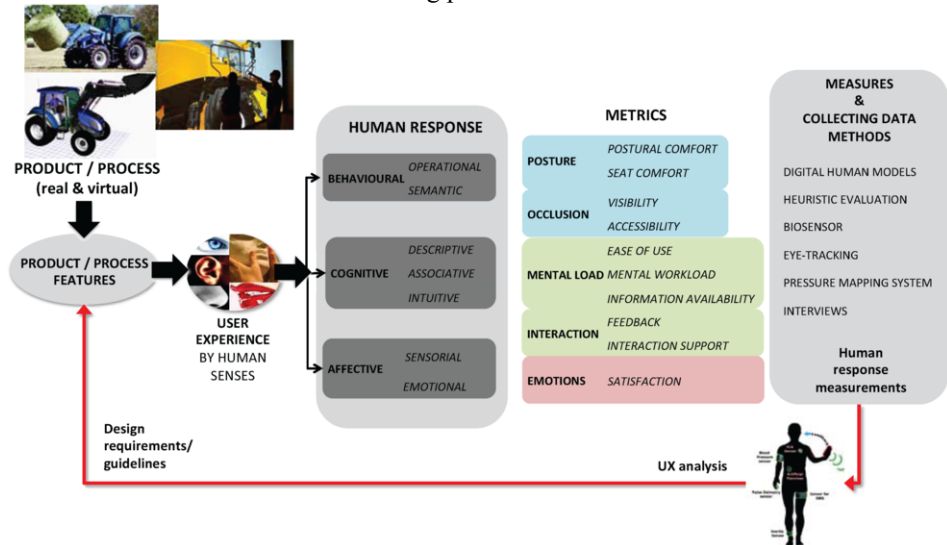 PRODUCT / PROCESS
(real & virtual)
PRODUCT / PROCESS
FEATURES
USER
EXPERIENCE
BY HUMAN
SENSES
HUMAN RESPONSE
BEHAVIOURAL
OPERATIONAL
SEMANTIC
COGNITIVE
DESCRIPTIVE
ASSOCIATIVE
INTUITIVE
AFFECTIVE
SENSORIAL
EMOTIONAL
METRICS
POSTURE
POSTURAL COMFORT
SEAT COMFORT
OCCLUSION
VISIBILITY
ACCESSIBILITY
MENTAL LOAD
EASE OF USE
MENTAL WORKLOAD
INFORMATION AVAILABILITY
INTERACTION
FEEDBACK
INTERACTION SUPPORT
EMOTIONS
SATISFACTION
MEASURES
&
COLLECTING DATA
METHODS
DIGITAL HUMAN MODELS
HEURISTIC EVALUATION
BIOSENSOR
EYE-TRACKING
PRESSURE MAPPING SYSTEM
INTERVIEWS
Human
response
measurements
Design
requirements/
guidelines
UX analysis